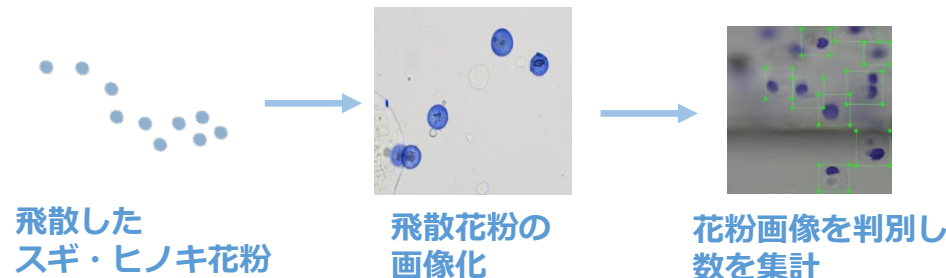 飛散した
スギ・ヒノキ花粉
飛散花粉の
画像化
花粉画像を判別し
数を集計